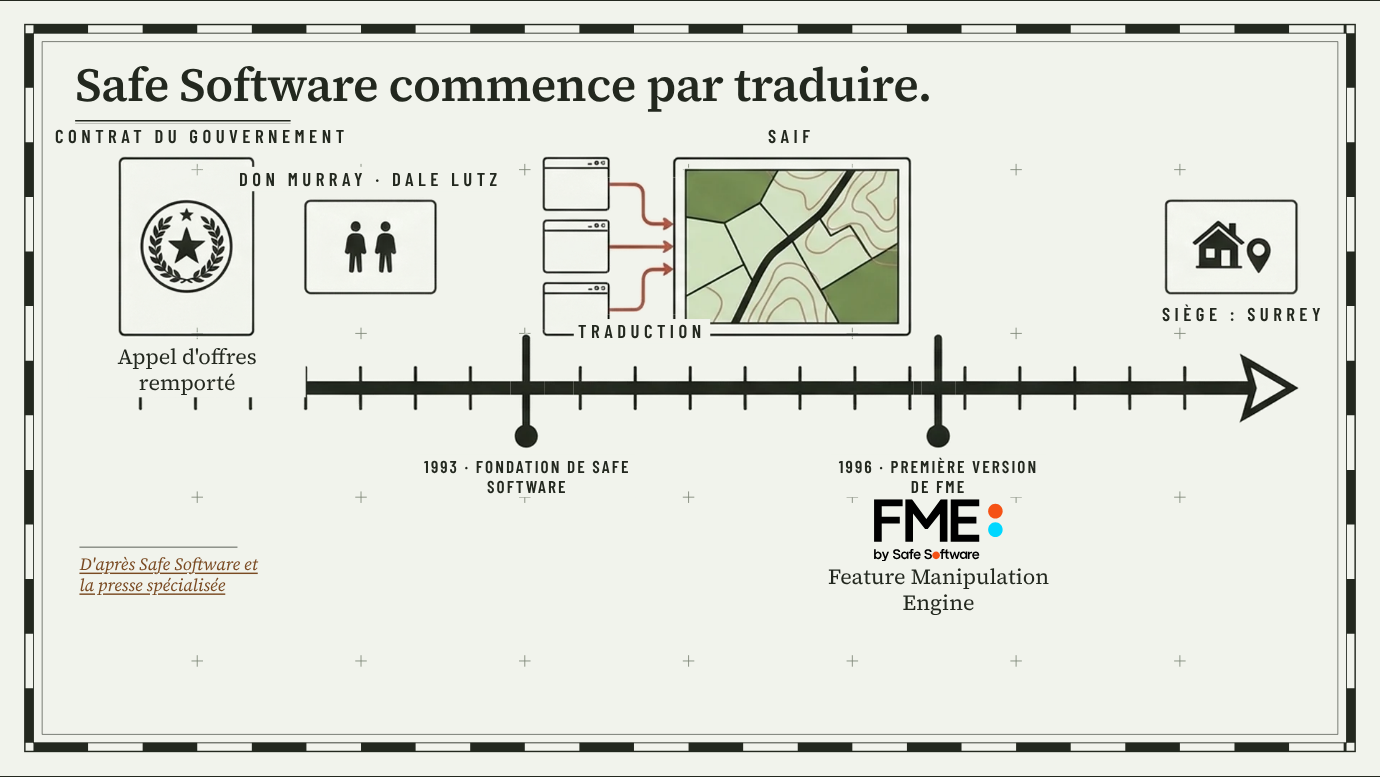 Safe Software commence par traduire.
CONTRAT DU GOUVERNEMENT
SAIF
DON MURRAY · DALE LUTZ
SIÈGE : SURREY
TRADUCTION
Appel d'offres
remporté
1993 · FONDATION DE SAFE
SOFTWARE
1996 · PREMIÈRE VERSION
DE FME
FME:
by Safe Software
Feature Manipulation
Engine
D'après Safe Software et
la presse spécialisée